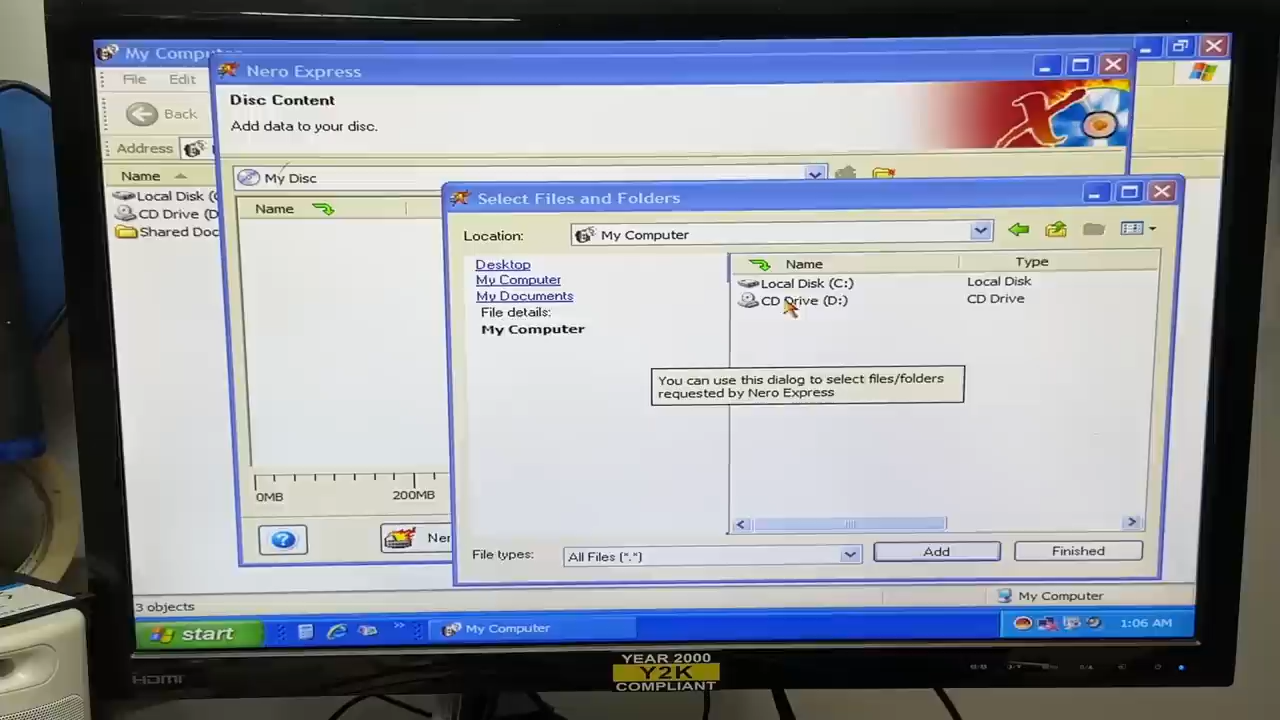 My Compu
File Edit
Back
Address
Name
Local Disk (
CD Drive (D
Shared Doc
3 objects
My Computer
Nero Express
Disc Content
Add data to your disc.
My Disc
Name
0MB
200MB
Ner
Select Files and Folders
Location:
My Computer
Desktop
My Computer
My Documents
File details:
My Computer
Name Type
Local Disk (C:) Local Disk
CD Drive (D:) CD Drive
You can use this dialog to select files/folders
requested by Nero Express
File types:
All Files (*.*)
Add
Finished
start
My Computer
1:06 AM
HDMI
YEAR 2000
Y2K
COMPLIANT